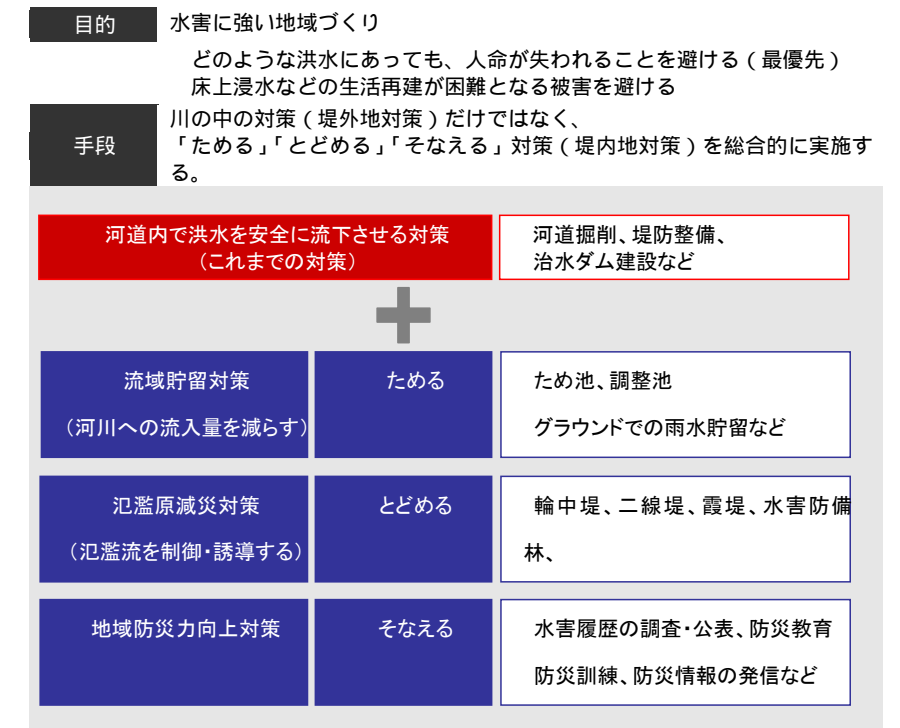 目的
水害に強い地域づくり
どのような洪水にあっても、人命が失われることを避ける（最優先）
床上浸水などの生活再建が困難となる被害を避ける
手段
川の中の対策（堤外地対策）だけではなく、
「ためる」「とどめる」「そなえる」対策（堤内地対策）を総合的に実施す
る。
河道内で洪水を安全に流下させる対策
（これまでの対策）
河道掘削、堤防整備、
治水ダム建設など
流域貯留対策
（河川への流入量を減らす）
ためる
ため池、調整池
グラウンドでの雨水貯留など
氾濫原減災対策
（氾濫流を制御・誘導する）
とどめる
輪中堤、二線堤、霞堤、水害防備
林、
地域防災力向上対策
そなえる
水害履歴の調査・公表、防災教育
防災訓練、防災情報の発信など